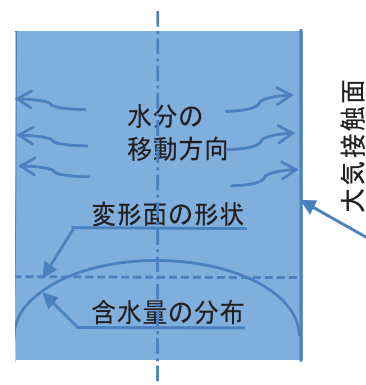 水分の
移動方向
大気接触面
変形面の形状
含水量の分布